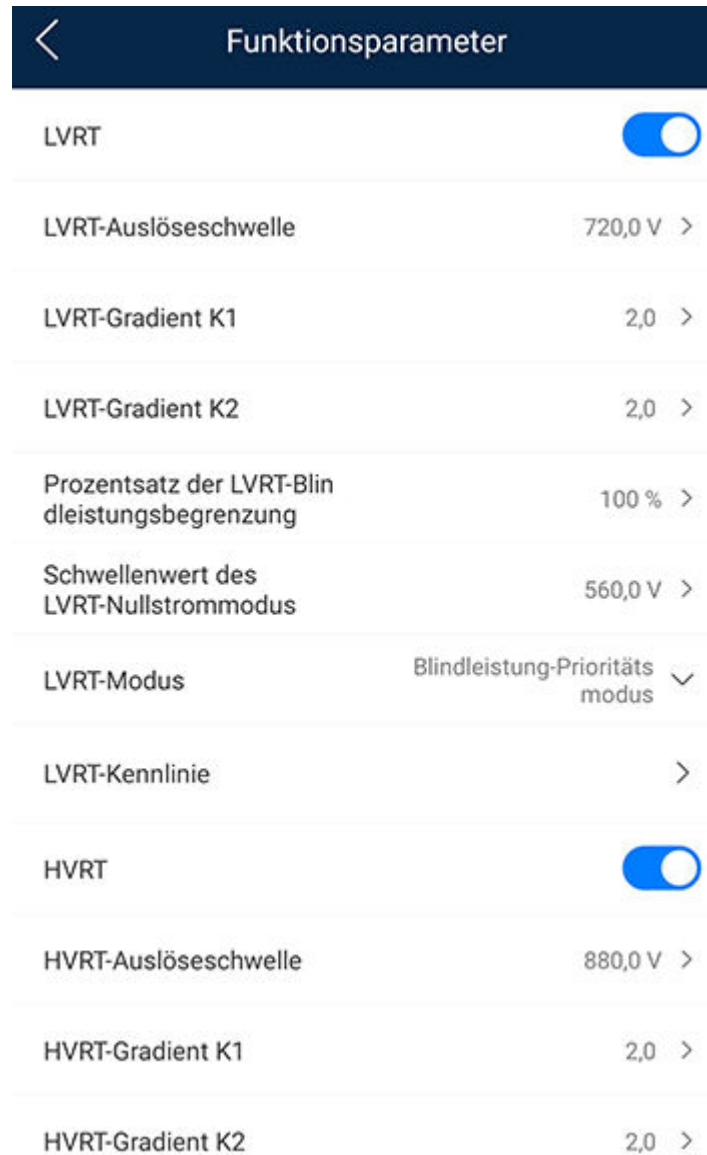 Funktionsparameter
LVRT
LVRT-Auslöseschwelle 720,0 V
LVRT-Gradient K1 2,0
LVRT-Gradient K2 2,0
Prozentsatz der LVRT-Blin
dleistungsbegrenzung 100 %
Schwellenwert des
LVRT-Nullstrommodus 560,0 V
LVRT-Modus Blindleistung-Prioritäts
modus
LVRT-Kennlinie
HVRT
HVRT-Auslöseschwelle 880,0 V
HVRT-Gradient K1 2,0
HVRT-Gradient K2 2,0